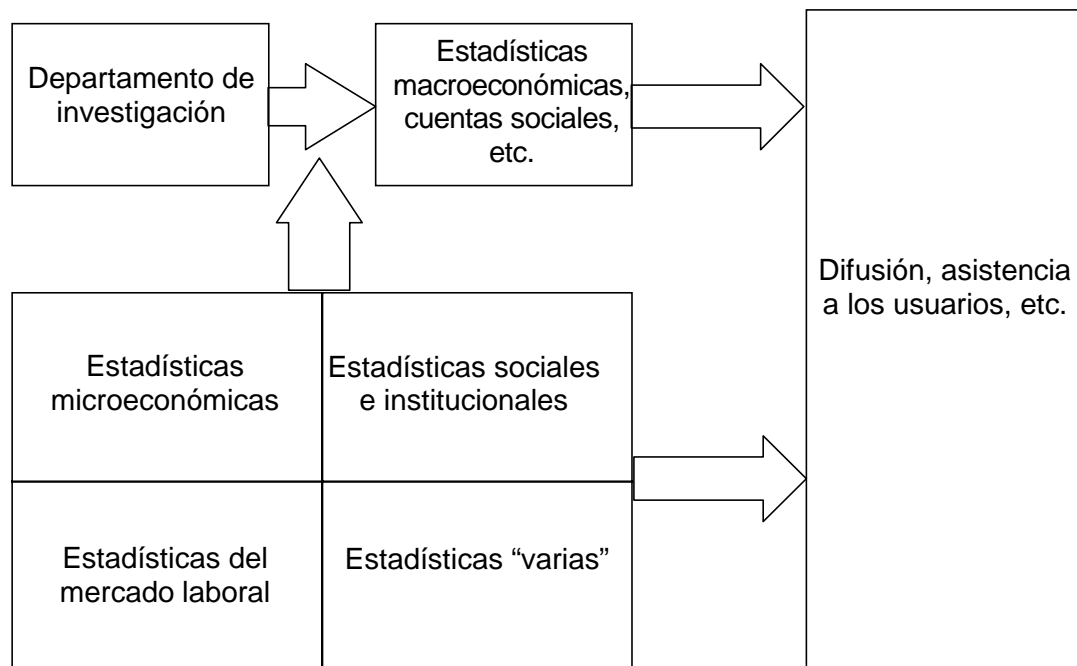 Departamento de
investigación
Estadísticas
macroeconómicas,
cuentas sociales,
etc.
Difusión, asistencia
a los usuarios, etc.
Estadísticas
microeconómicas
Estadísticas sociales
e institucionales
Estadísticas del
mercado laboral
Estadísticas “varias”